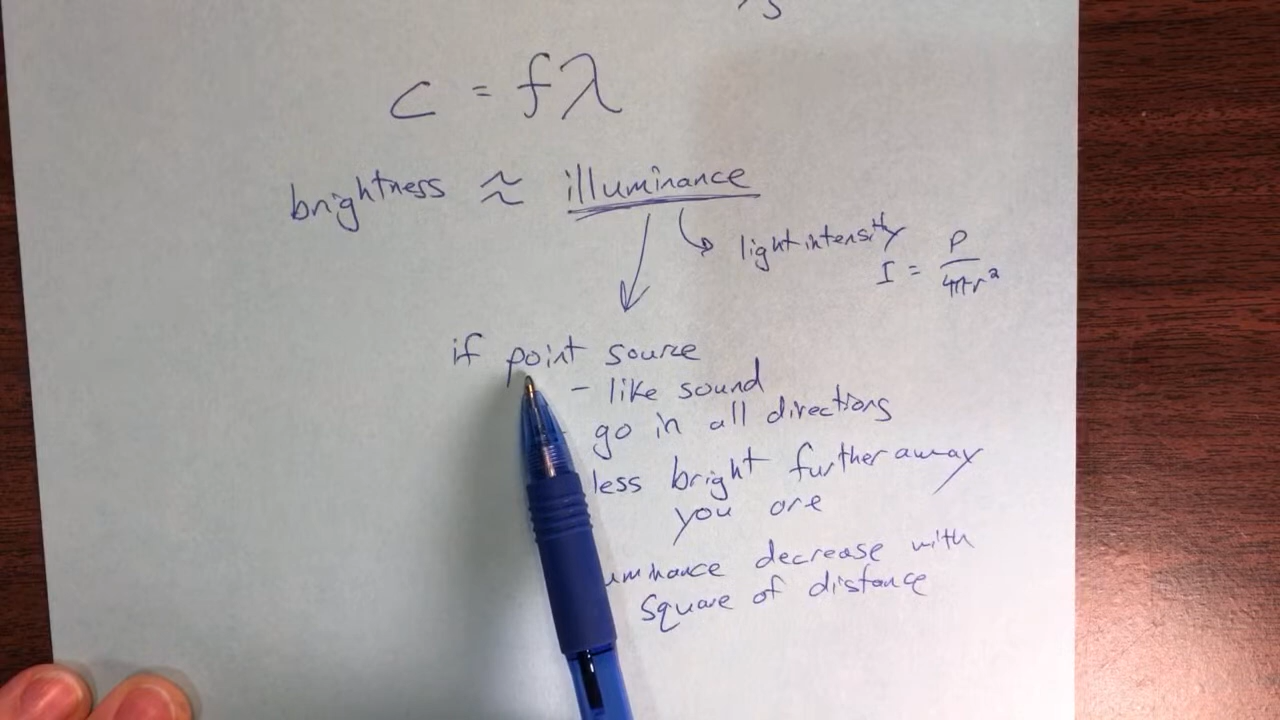 c = fλ
brightness ≈ illuminance
light intensity
I = P / 4πr²
if point source
- like sound
go in all directions
less bright further away
you are
decrease with
square of distance